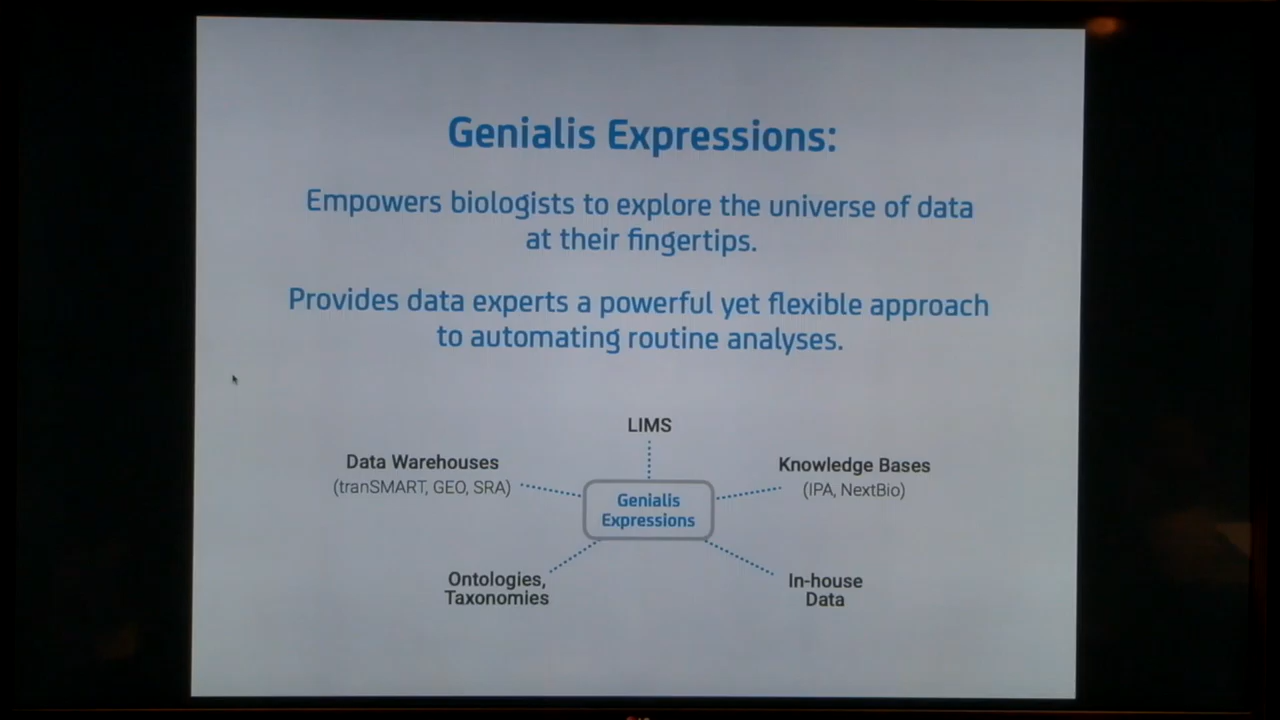 Genialis Expressions:
Empowers biologists to explore the universe of data
at their fingertips.
Provides data experts a powerful yet flexible approach
to automating routine analyses.
LIMS
Data Warehouses
(tranSMART, GEO, SRA)
Knowledge Bases
(IPA, NextBio)
Genialis
Expressions
Ontologies,
Taxonomies
In-house
Data